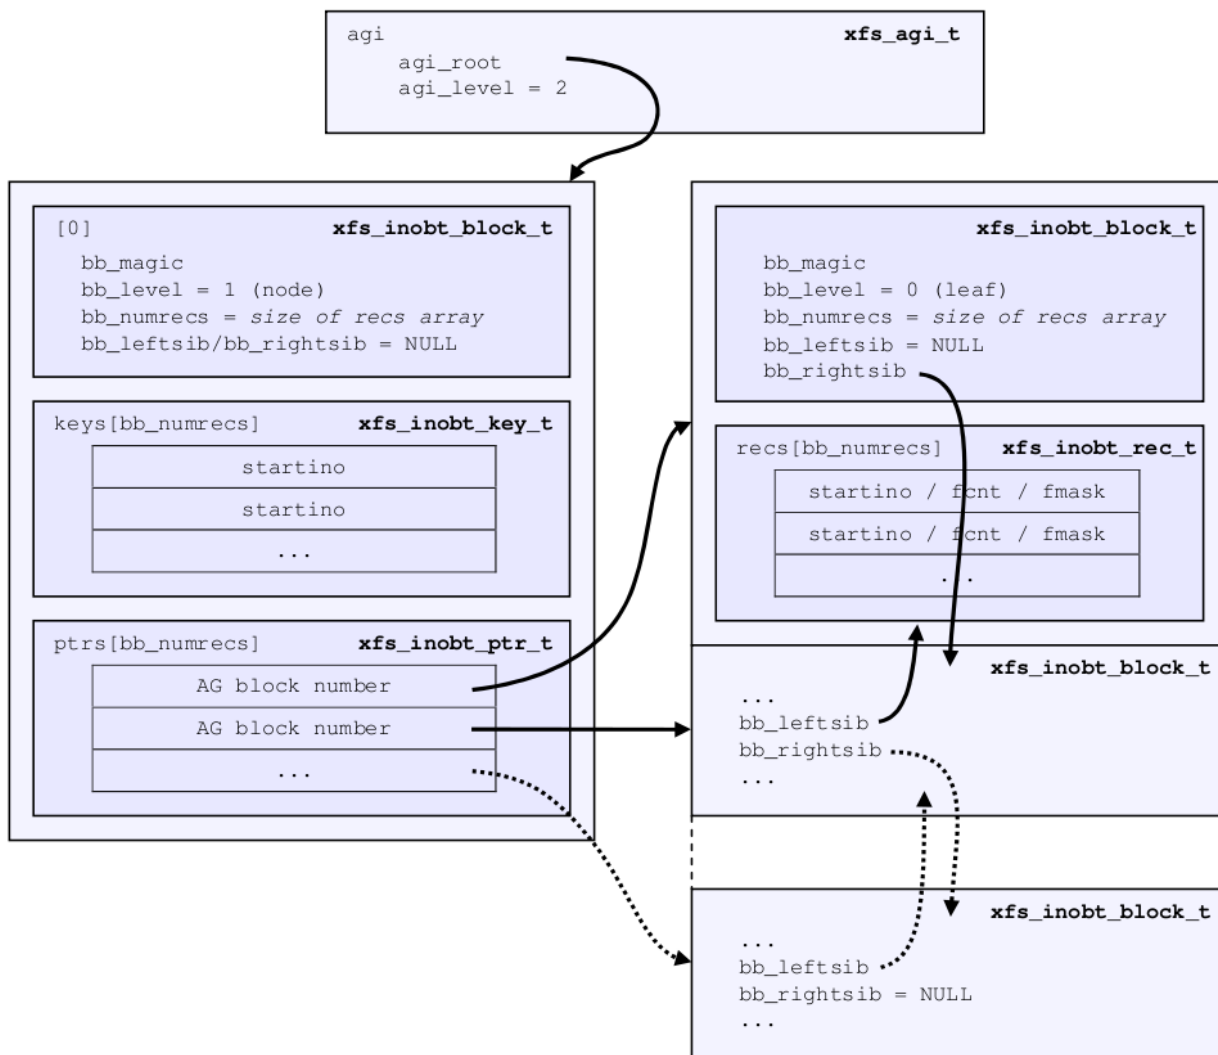 agi xfs_agi_t
agi_root
agi_level = 2
[0] xfs_inobt_block_t
bb_magic
bb_level = 1 (node)
bb_numrecs = size of recs array
bb_leftsib/bb_rightsib = NULL
keys[bb_numrecs] xfs_inobt_key_t
startino
startino
...
ptrs[bb_numrecs] xfs_inobt_ptr_t
AG block number
AG block number
...
xfs_inobt_block_t
bb_magic
bb_level = 0 (leaf)
bb_numrecs = size of recs array
bb_leftsib = NULL
bb_rightsib
recs[bb_numrecs] xfs_inobt_rec_t
startino / fcnt / fmask
startino / fcnt / fmask
...
xfs_inobt_block_t
...
bb_leftsib
bb_rightsib
...
xfs_inobt_block_t
...
bb_leftsib
bb_rightsib = NULL
...